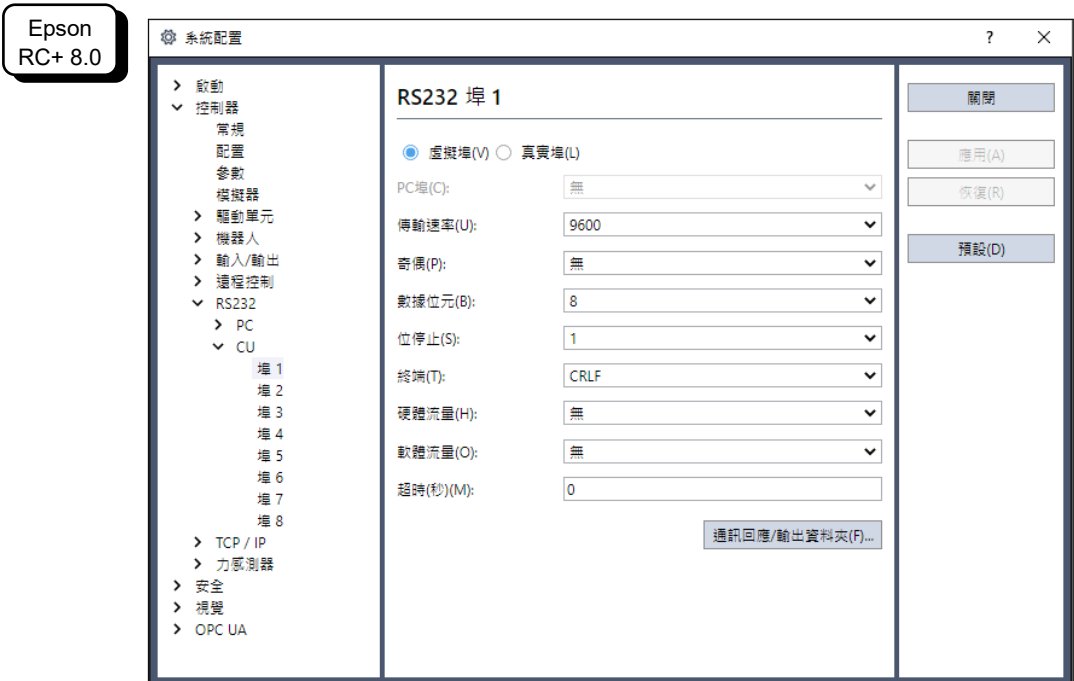 Epson
RC+ 8.0
系統配置
?
啟動
控制器
常規
配置
參數
模擬器
驅動單元
機器人
輸入/輸出
遠程控制
RS232
PC
CU
埠 1
埠 2
埠 3
埠 4
埠 5
埠 6
埠 7
埠 8
TCP / IP
力感測器
安全
視覺
OPC UA
RS232 埠 1
虛擬埠(V) 真實埠(L)
PC埠(C): 無
傳輸速率(U): 9600
奇偶(P): 無
數據位元(B): 8
位停止(S): 1
終端(T): CRLF
硬體流量(H): 無
軟體流量(O): 無
超時(秒)(M): 0
通訊回應/輸出資料夾(F)...
關閉
應用(A)
恢復(R)
預設(D)